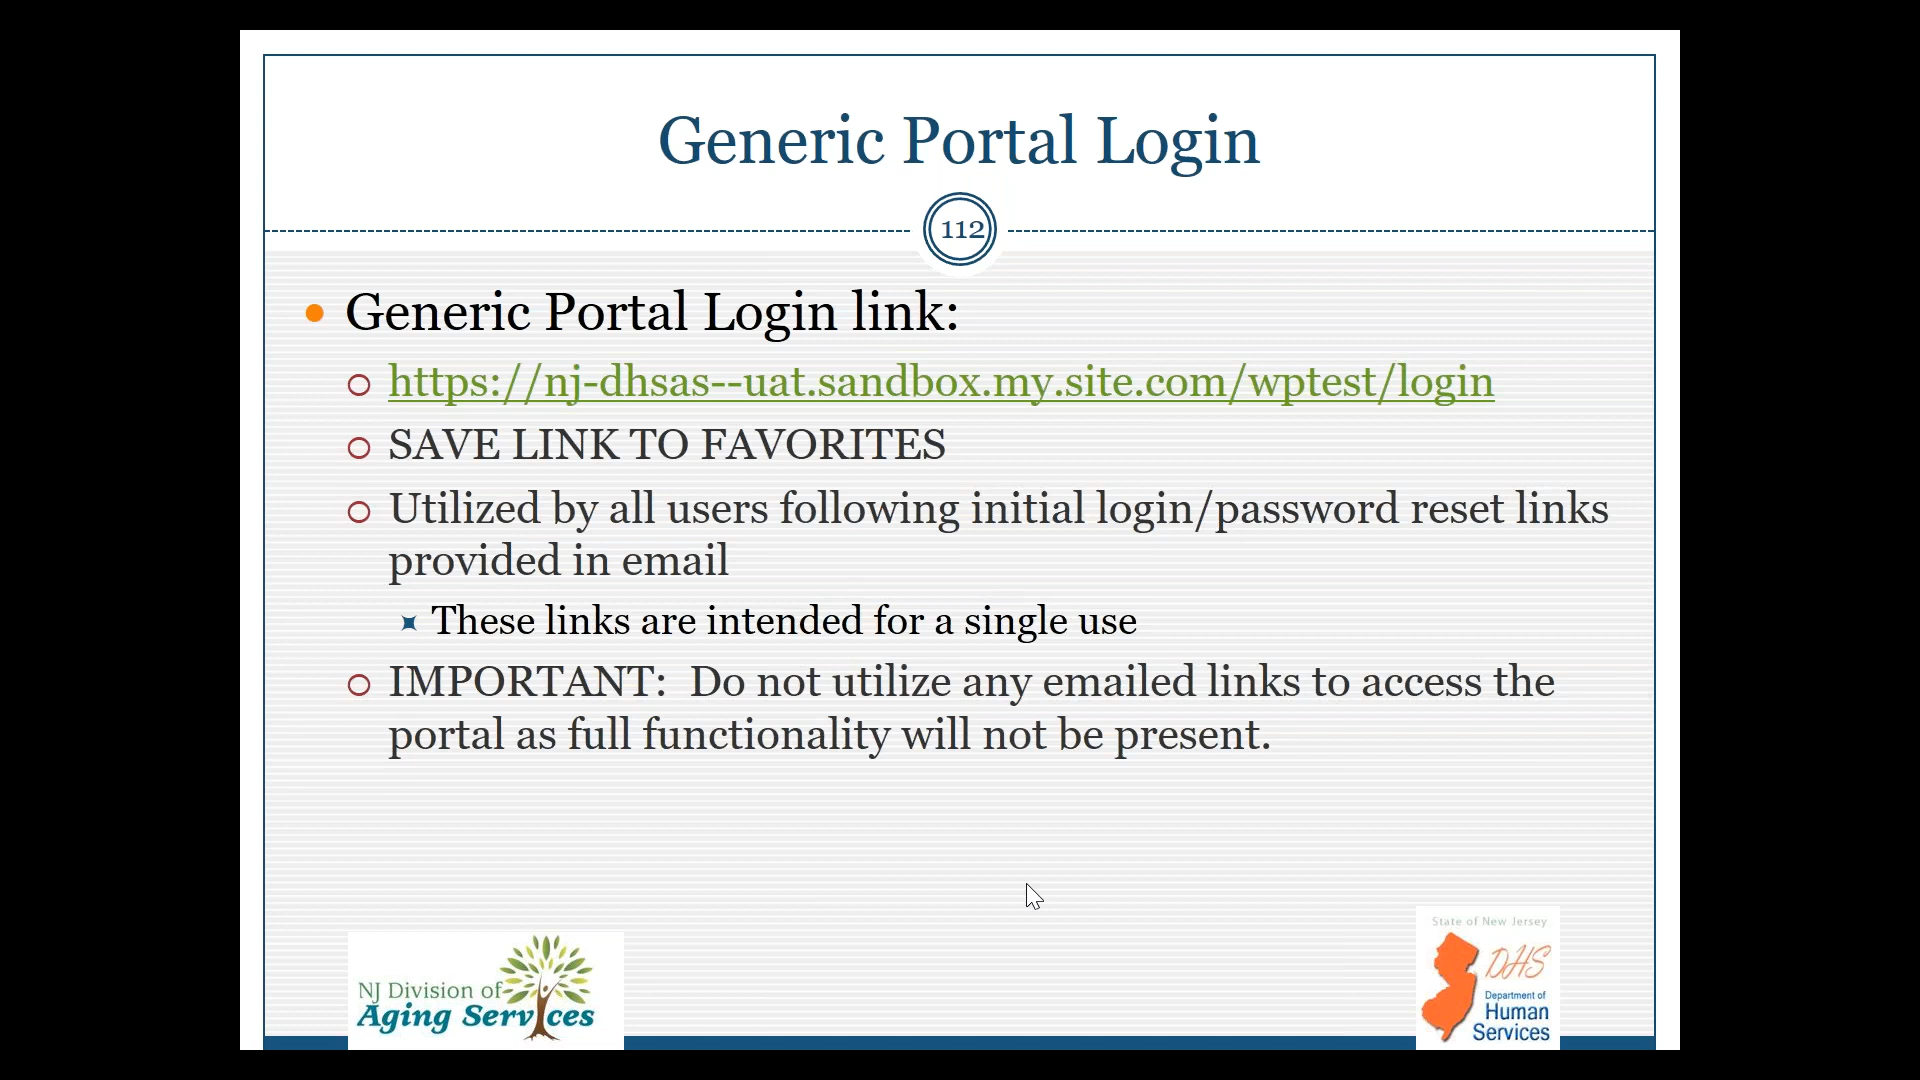 Generic Portal Login
112
Generic Portal Login link:
https://nj-dhsas--uat.sandbox.my.site.com/wptest/login
SAVE LINK TO FAVORITES
Utilized by all users following initial login/password reset links
provided in email
These links are intended for a single use
IMPORTANT:  Do not utilize any emailed links to access the
portal as full functionality will not be present.
NJ Division of
Aging Services
State of New Jersey
DHS
Department of
Human
Services